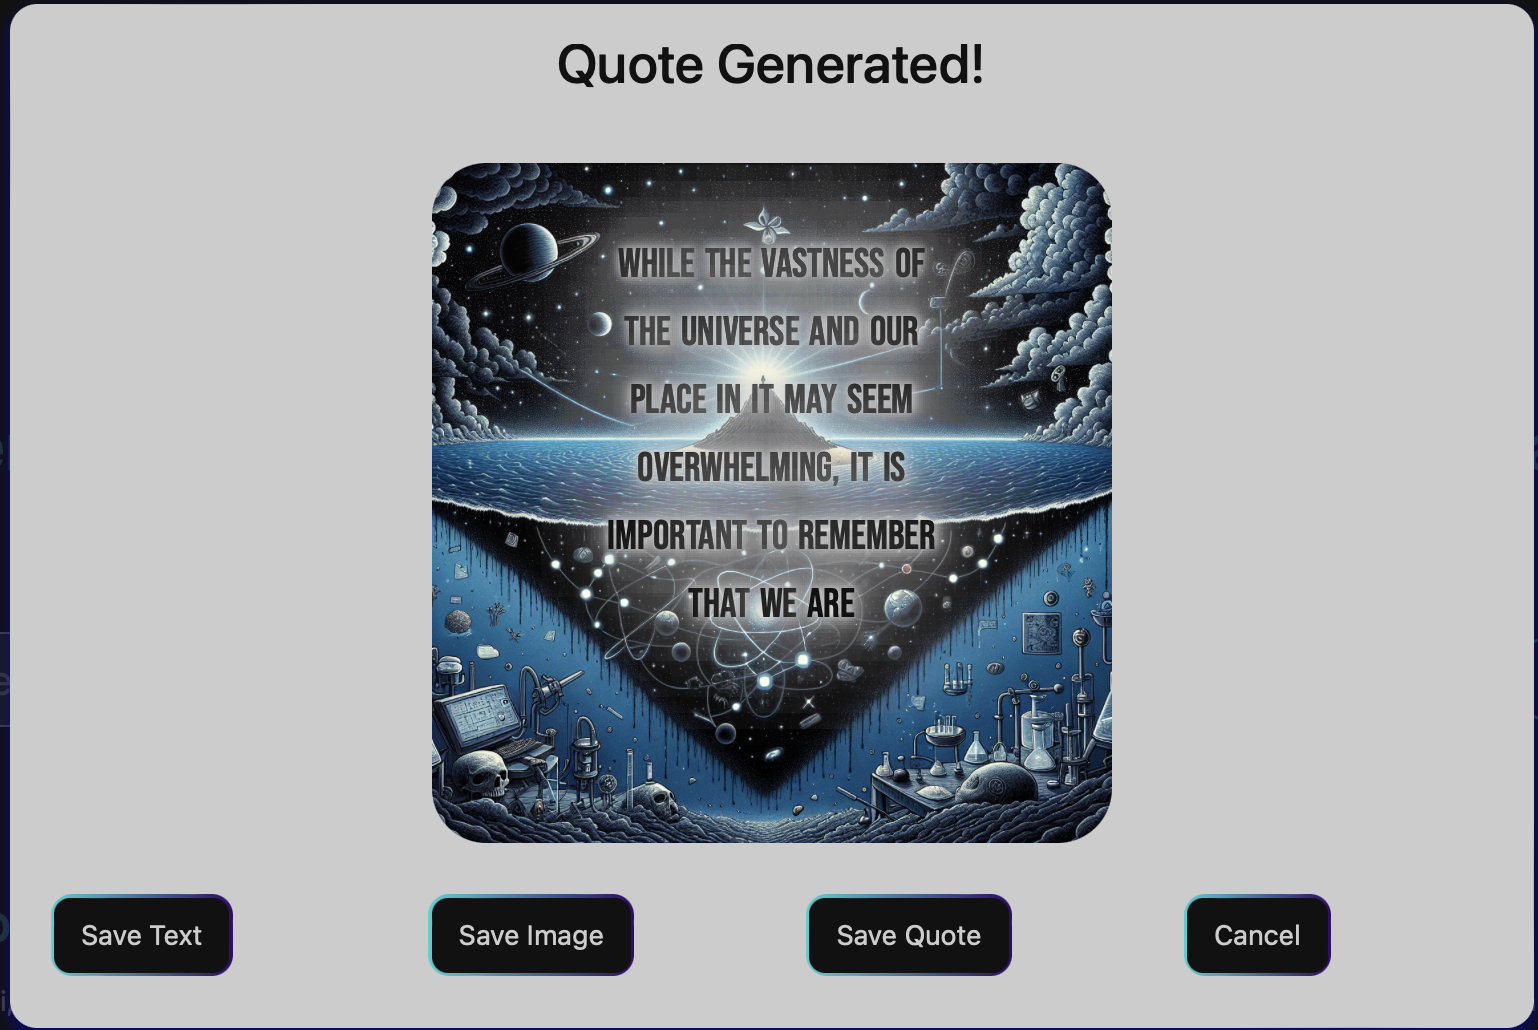 Quote Generated!
WHILE THE VASTNESS OF
THE UNIVERSE AND OUR
PLACE IN IT MAY SEEM
OVERWHELMING, IT IS
IMPORTANT TO REMEMBER
THAT WE ARE
Save Text
Save Image
Save Quote
Cancel